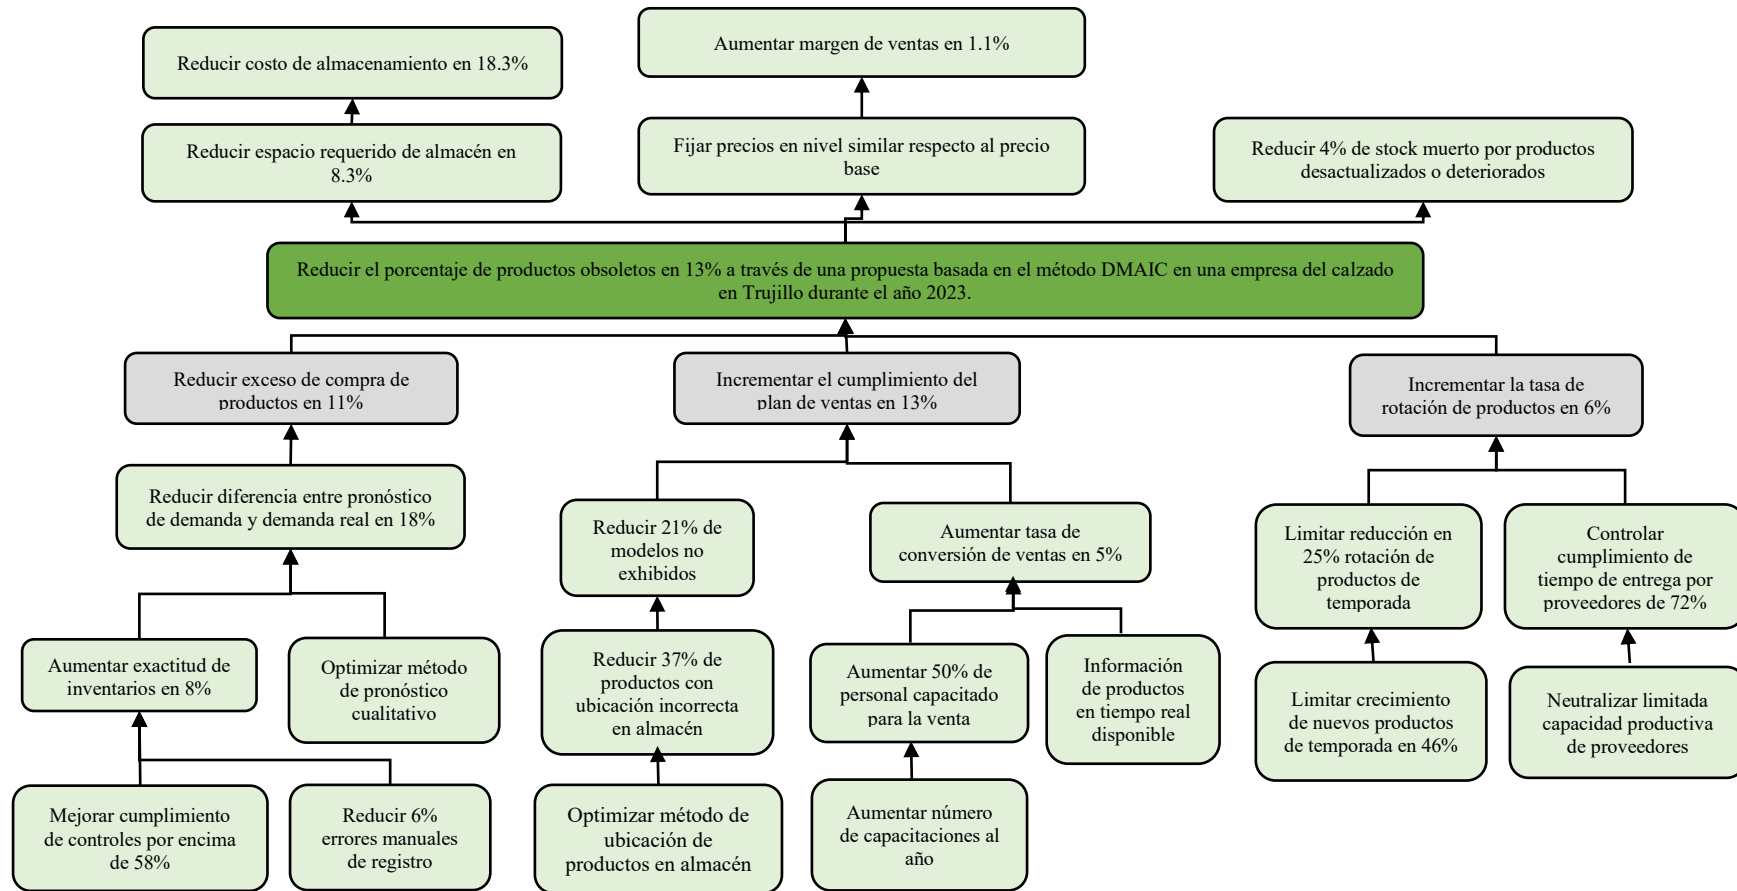 Aumentar margen de ventas en 1.1%
Reducir costo de almacenamiento en 18.3%
Reducir espacio requerido de almacén en
8.3%
Fijar precios en nivel similar respecto al precio
base
Reducir 4% de stock muerto por productos
desactualizados o deteriorados
Reducir el porcentaje de productos obsoletos en 13% a través de una propuesta basada en el método DMAIC en una empresa del calzado
en Trujillo durante el año 2023.
Reducir exceso de compra de
productos en 11%
Incrementar el cumplimiento del
plan de ventas en 13%
Incrementar la tasa de
rotación de productos en 6%
Reducir diferencia entre pronóstico
de demanda y demanda real en 18%
Reducir 21% de
modelos no
exhibidos
Aumentar tasa de
conversión de ventas en 5%
Limitar reducción en
25% rotación de
productos de
temporada
Controlar
cumplimiento de
tiempo de entrega por
proveedores de 72%
Aumentar exactitud de
inventarios en 8%
Optimizar método
de pronóstico
cualitativo
Reducir 37% de
productos con
ubicación incorrecta
en almacén
Aumentar 50% de
personal capacitado
para la venta
Información
de productos
en tiempo real
disponible
Limitar crecimiento
de nuevos productos
de temporada en 46%
Neutralizar limitada
capacidad productiva
de proveedores
Mejorar cumplimiento
de controles por encima
de 58%
Reducir 6%
errores manuales
de registro
Optimizar método de
ubicación de
productos en almacén
Aumentar número
de capacitaciones al
año